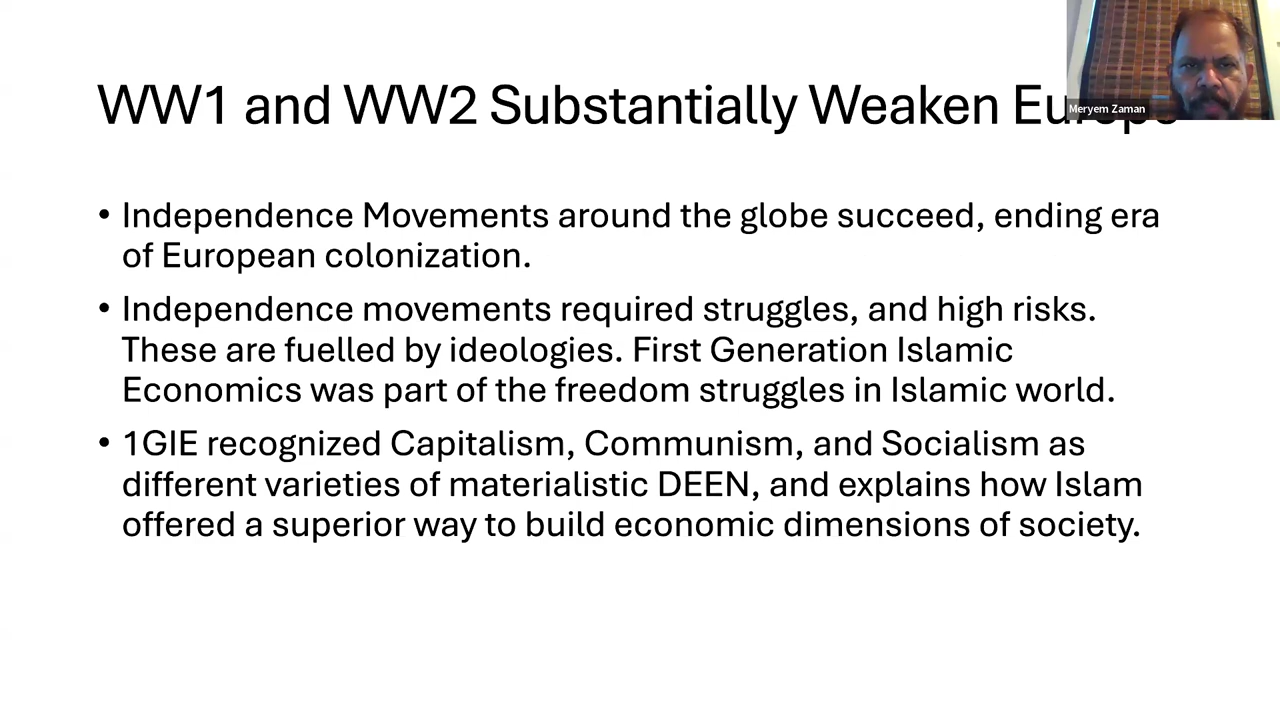 WW1 and WW2 Substantially Weaken Europe
Meryem Zaman
• Independence Movements around the globe succeed, ending era
of European colonization.
• Independence movements required struggles, and high risks.
These are fuelled by ideologies. First Generation Islamic
Economics was part of the freedom struggles in Islamic world.
• 1GIE recognized Capitalism, Communism, and Socialism as
different varieties of materialistic DEEN, and explains how Islam
offered a superior way to build economic dimensions of society.